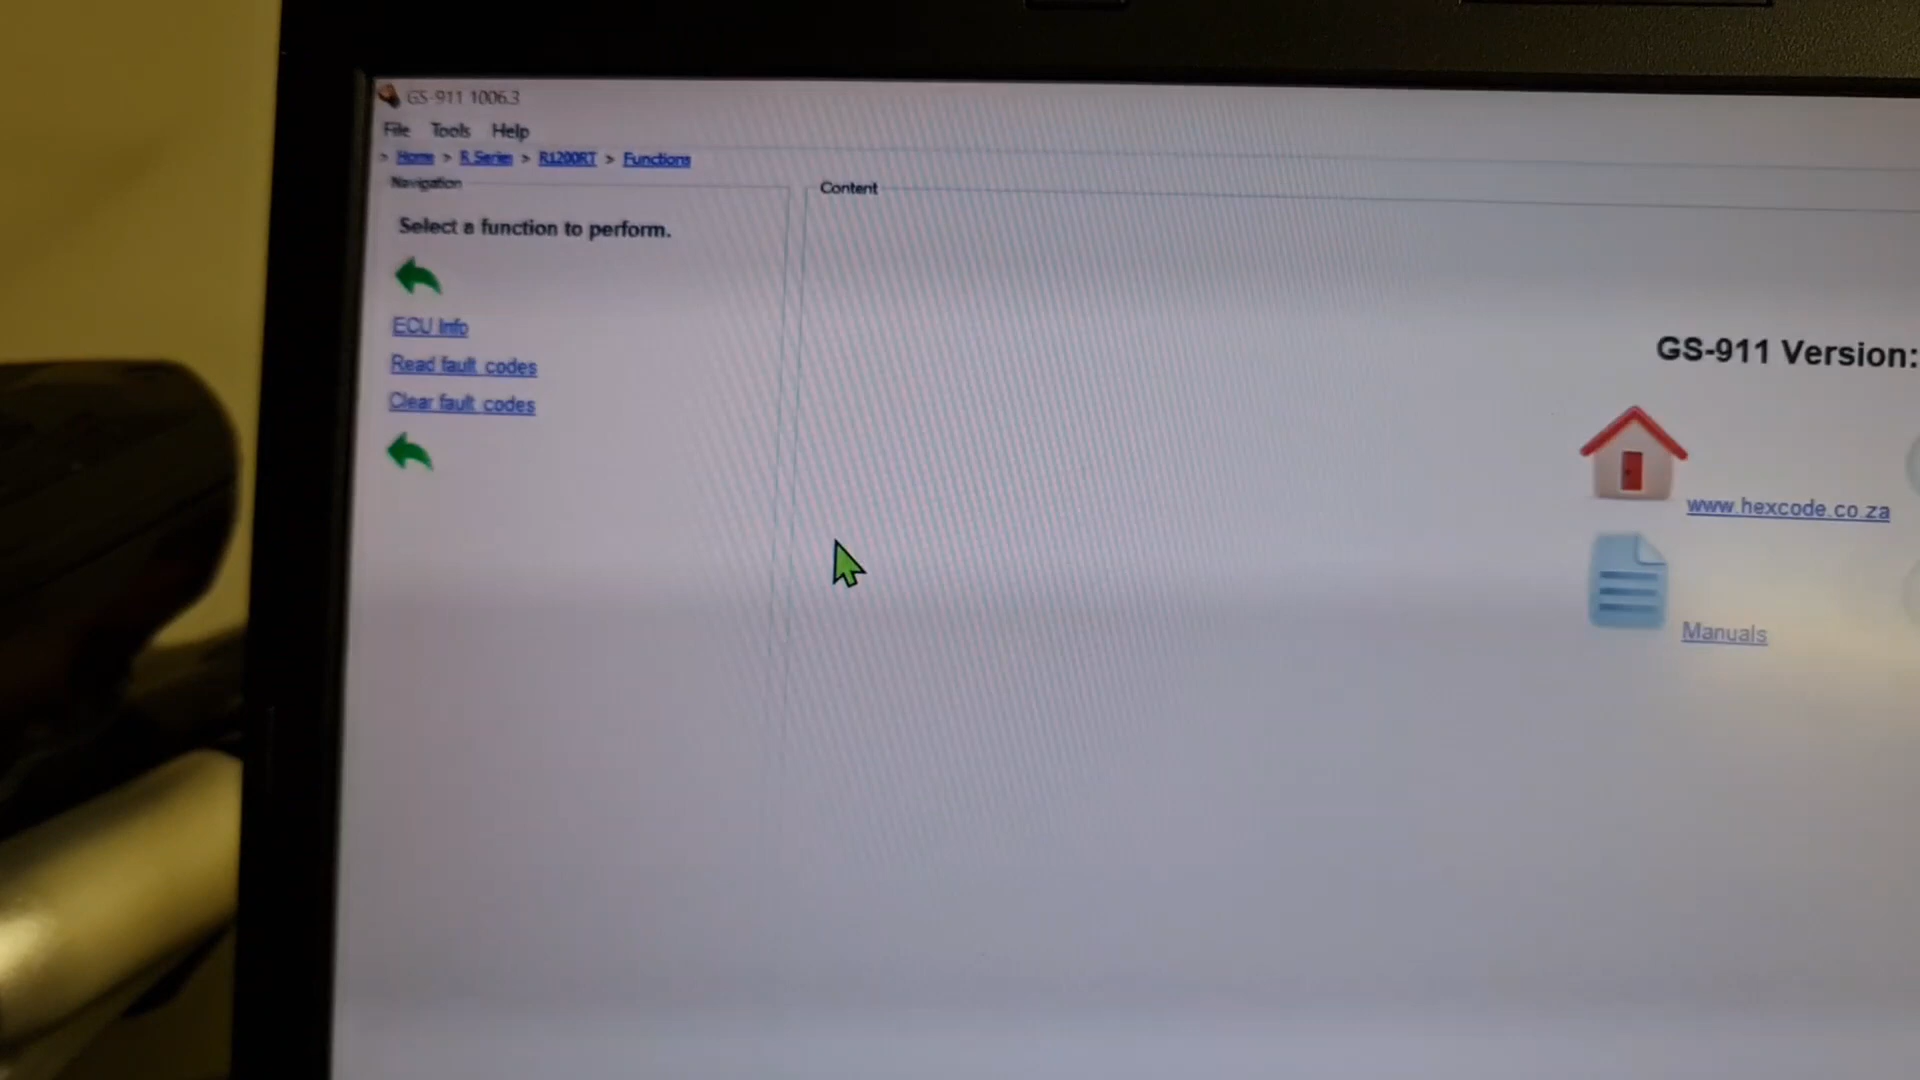 GS-911 1006.3
File Tools Help
> Home > R Series > R1200RT > Functions
Navigation
Content
Select a function to perform.
ECU Info
Read fault codes
Clear fault codes
GS-911 Version:
www.hexcode.co.za
Manuals